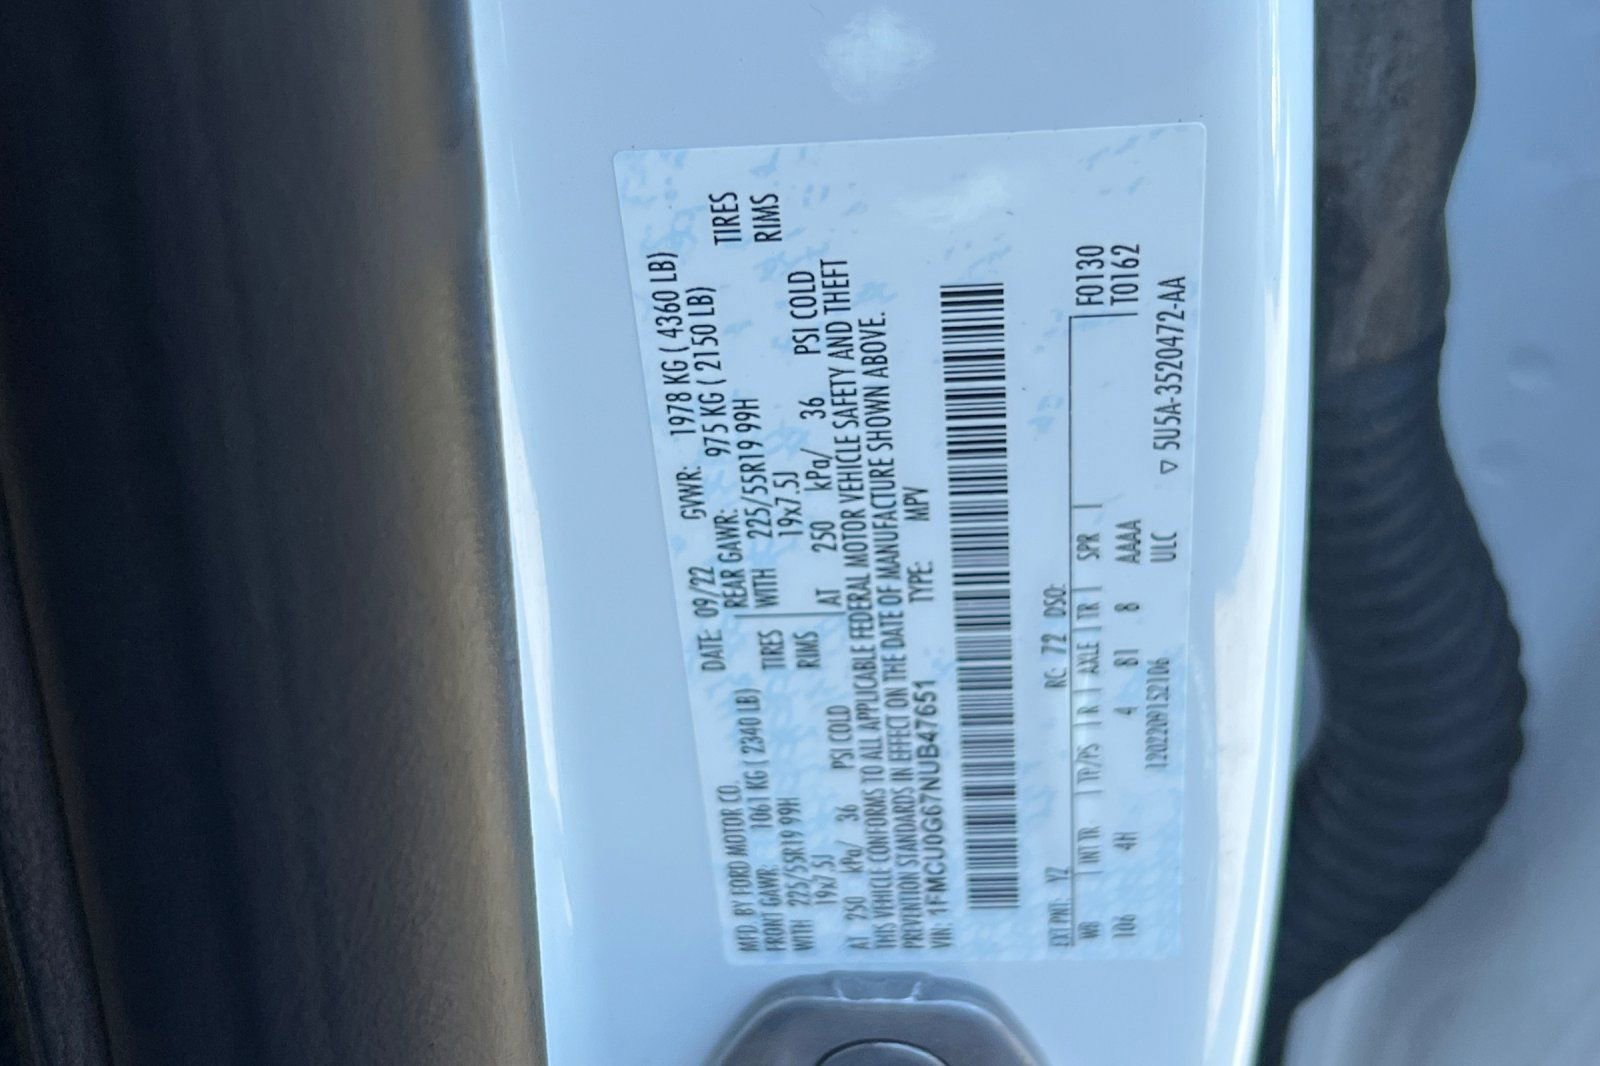 MFD. BY FORD MOTOR CO. DATE: 09/22 GVWR: 1978 KG ( 4360 LB)
FRONT GAWR: 1061 KG ( 2340 LB) REAR GAWR: 975 KG ( 2150 LB)
WITH 225/55R19 99H TIRES WITH 225/55R19 99H TIRES
19x7.5J RIMS 19x7.5J RIMS
AT 250 kPa/ 36 PSI COLD AT 250 kPa/ 36 PSI COLD
THIS VEHICLE CONFORMS TO ALL APPLICABLE FEDERAL MOTOR VEHICLE SAFETY AND THEFT
PREVENTION STANDARDS IN EFFECT ON THE DATE OF MANUFACTURE SHOWN ABOVE.
VIN: 1FMCU0G67NUB47651 TYPE: MPV
EXT PNT: YZ RC: 72 DSO: F0130
WB INT TR TP/PS R AXLE TR SPR T0162
106 4H 4 81 8 AAAA
1202209152106 ULC ▽ 5U5A-3520472-AA